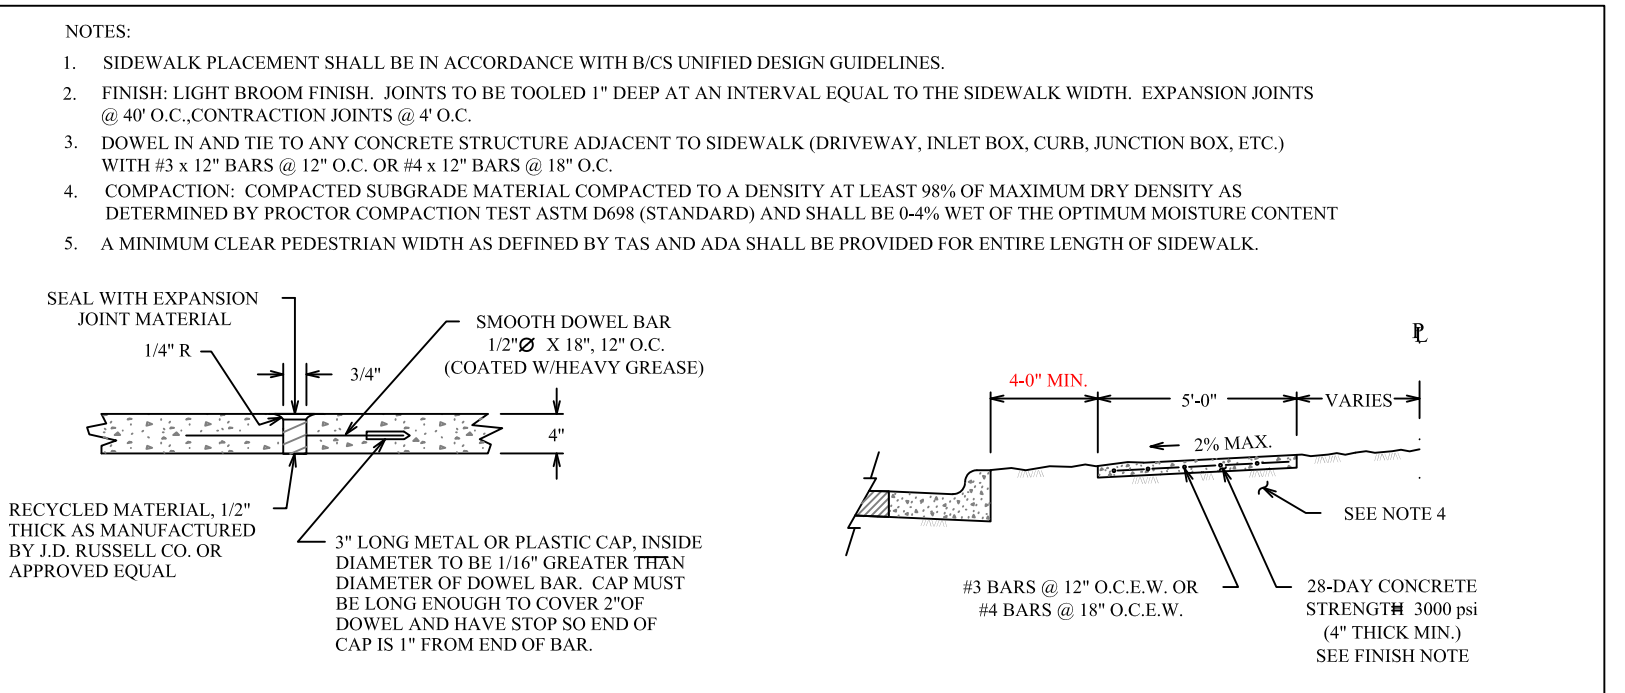 NOTES:
1. SIDEWALK PLACEMENT SHALL BE IN ACCORDANCE WITH B/CS UNIFIED DESIGN GUIDELINES.
2. FINISH: LIGHT BROOM FINISH. JOINTS TO BE TOOLED 1" DEEP AT AN INTERVAL EQUAL TO THE SIDEWALK WIDTH. EXPANSION JOINTS
@ 40' O.C.,CONTRACTION JOINTS @ 4' O.C.
3. DOWEL IN AND TIE TO ANY CONCRETE STRUCTURE ADJACENT TO SIDEWALK (DRIVEWAY, INLET BOX, CURB, JUNCTION BOX, ETC.)
WITH #3 x 12" BARS @ 12" O.C. OR #4 x 12" BARS @ 18" O.C.
4. COMPACTION: COMPACTED SUBGRADE MATERIAL COMPACTED TO A DENSITY AT LEAST 98% OF MAXIMUM DRY DENSITY AS
DETERMINED BY PROCTOR COMPACTION TEST ASTM D698 (STANDARD) AND SHALL BE 0-4% WET OF THE OPTIMUM MOISTURE CONTENT
5. A MINIMUM CLEAR PEDESTRIAN WIDTH AS DEFINED BY TAS AND ADA SHALL BE PROVIDED FOR ENTIRE LENGTH OF SIDEWALK.
SEAL WITH EXPANSION
JOINT MATERIAL
1/4" R
3/4"
SMOOTH DOWEL BAR
1/2"Ø X 18", 12" O.C.
(COATED W/HEAVY GREASE)
4"
RECYCLED MATERIAL, 1/2"
THICK AS MANUFACTURED
BY J.D. RUSSELL CO. OR
APPROVED EQUAL
3" LONG METAL OR PLASTIC CAP, INSIDE
DIAMETER TO BE 1/16" GREATER THAN
DIAMETER OF DOWEL BAR. CAP MUST
BE LONG ENOUGH TO COVER 2"OF
DOWEL AND HAVE STOP SO END OF
CAP IS 1" FROM END OF BAR.
PL
4-0" MIN.
5'-0"
VARIES
2% MAX.
SEE NOTE 4
#3 BARS @ 12" O.C.E.W. OR
#4 BARS @ 18" O.C.E.W.
28-DAY CONCRETE
STRENGTH 3000 psi
(4" THICK MIN.)
SEE FINISH NOTE